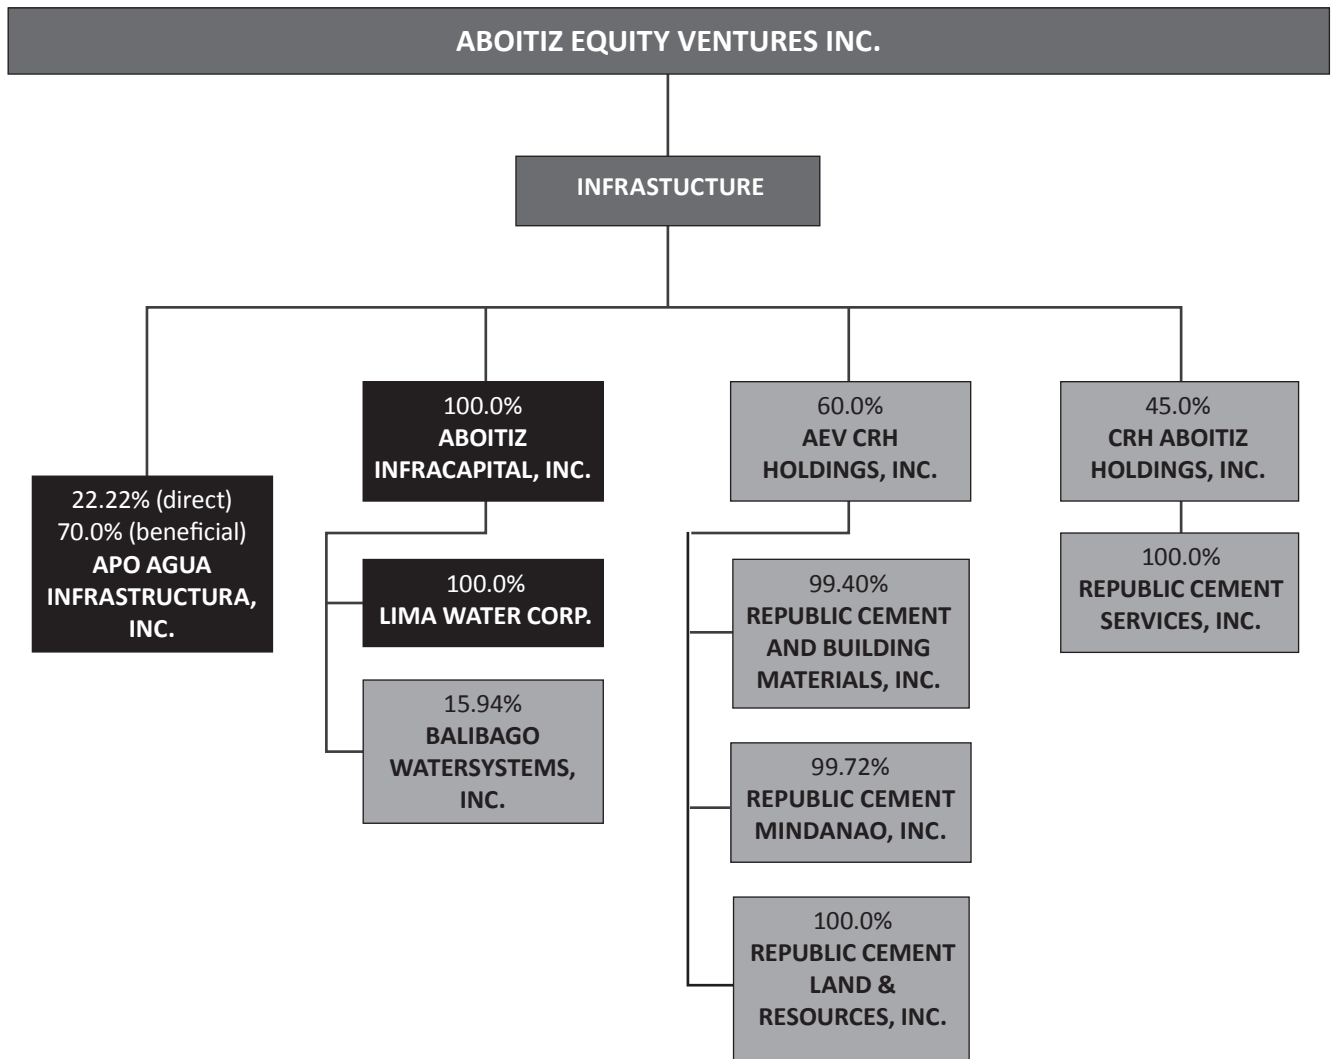 ABOITIZ EQUITY VENTURES INC.
INFRASTUCTURE
22.22% (direct)
70.0% (beneficial)
APO AGUA
INFRASTRUCTURA,
INC.
100.0%
ABOITIZ
INFRACAPITAL, INC.
100.0%
LIMA WATER CORP.
15.94%
BALIBAGO
WATERSYSTEMS,
INC.
60.0%
AEV CRH
HOLDINGS, INC.
99.40%
REPUBLIC CEMENT
AND BUILDING
MATERIALS, INC.
99.72%
REPUBLIC CEMENT
MINDANAO, INC.
100.0%
REPUBLIC CEMENT
LAND &
RESOURCES, INC.
45.0%
CRH ABOITIZ
HOLDINGS, INC.
100.0%
REPUBLIC CEMENT
SERVICES, INC.